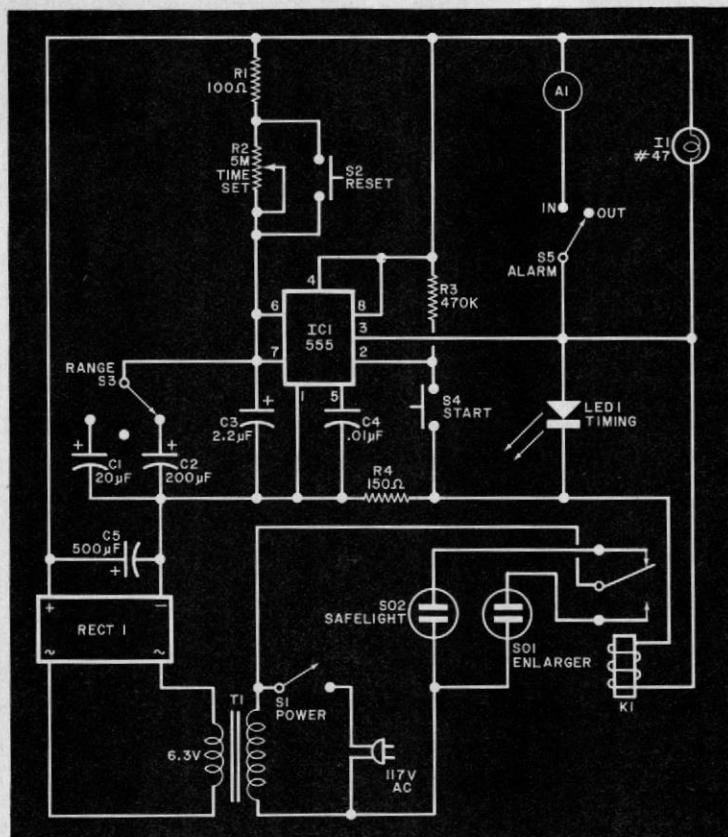 R1
100Ω
R2
5M
TIME
SET
S2
RESET
A1
I1
#47
IN
OUT
S5
ALARM
4
6
8
IC1
555
3
7
2
1
5
R3
470K
RANGE
S3
+
C3
2.2µF
C4
.01µF
S4
START
LED1
TIMING
+
C1
20µF
+
C2
200µF
R4
150Ω
C5
500µF
+
+
−
RECT 1
~
~
SO2
SAFELIGHT
SO1
ENLARGER
K1
T1
6.3V
S1
POWER
117V
AC